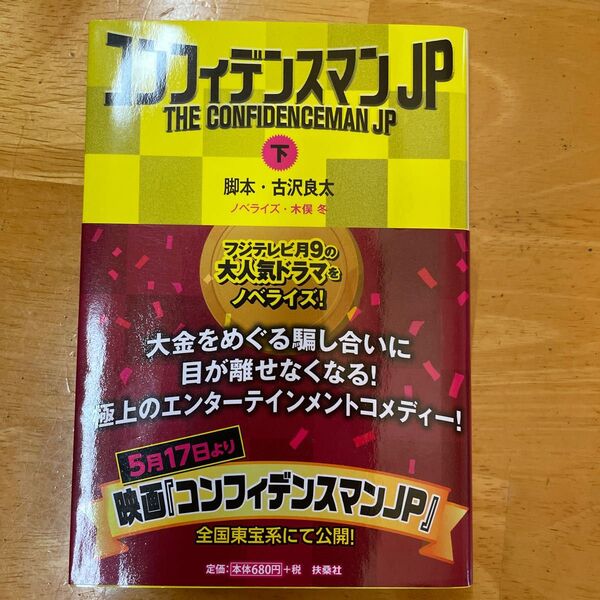 コンフィデンスマン JP
THE CONFIDENCEMAN JP
下
脚本・古沢良太
ノベライズ・木俣 冬
フジテレビ月9の
大人気ドラマを
ノベライズ!
大金をめぐる騙し合いに
目が離せなくなる!
極上のエンターテインメントコメディー!
5月17日より
映画『コンフィデンスマンJP』
全国東宝系にて公開!
定価:本体680円+税 扶桑社